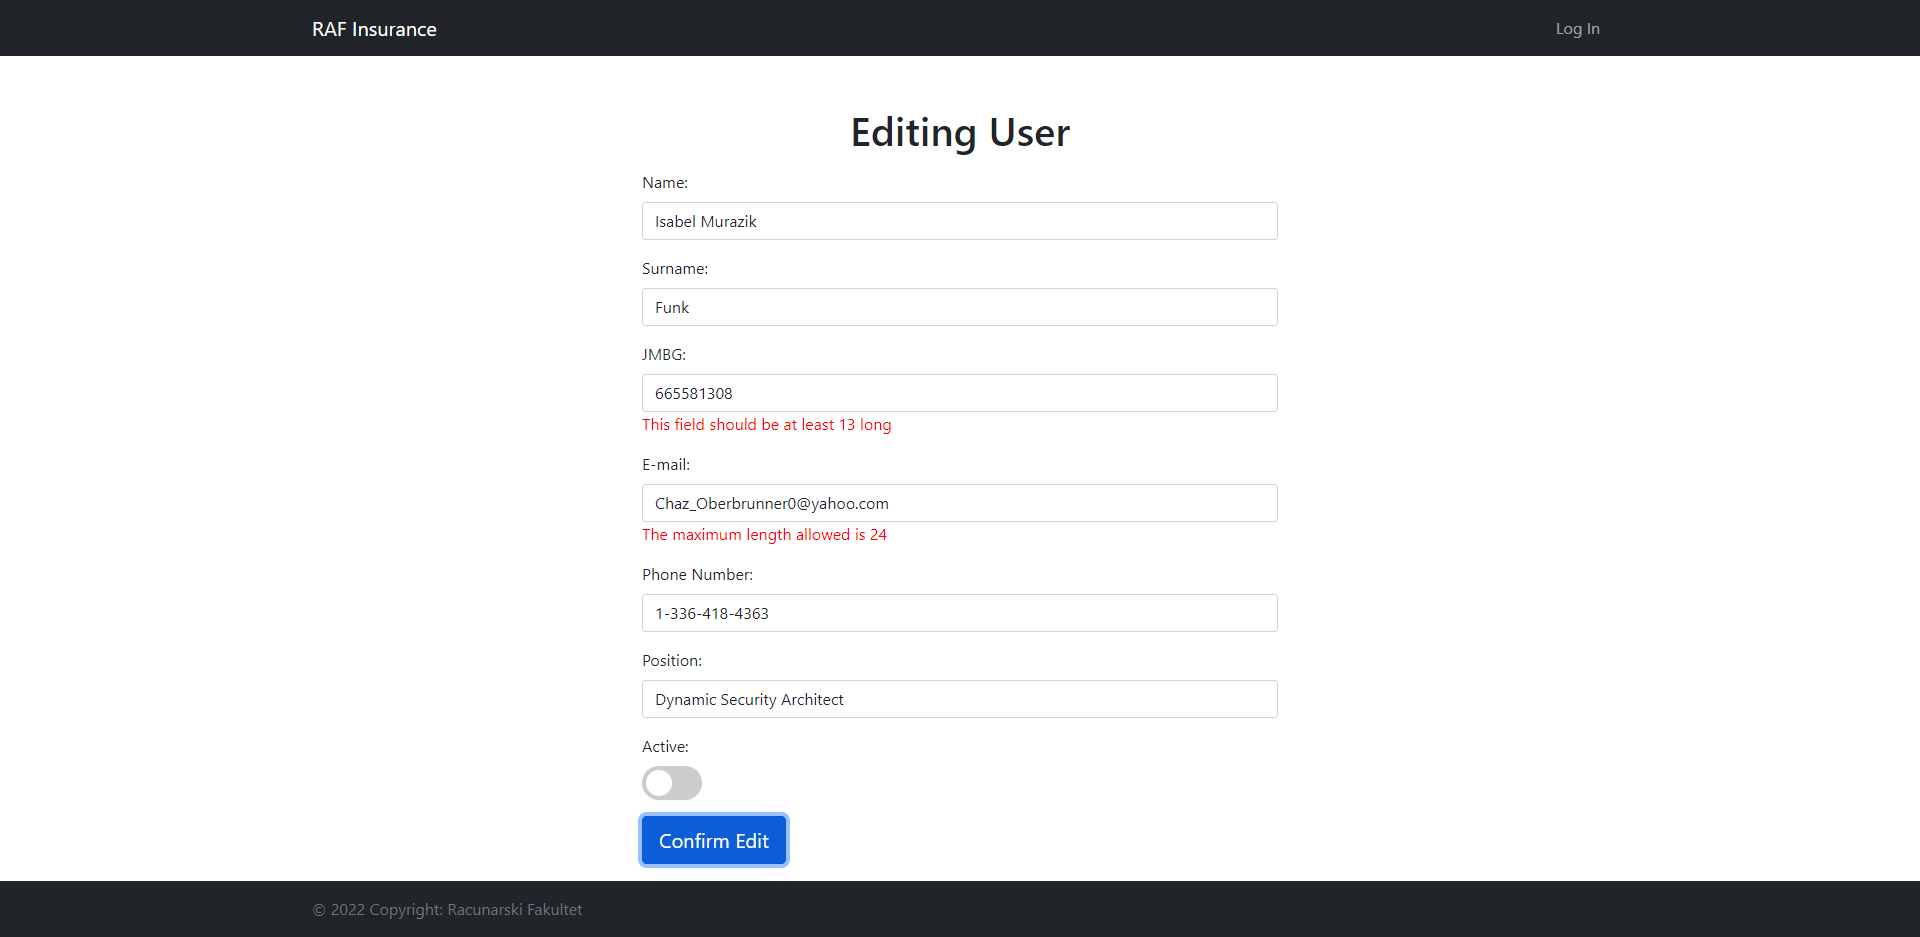 RAF Insurance
Log In
Editing User
Name:
Isabel Murazik
Surname:
Funk
JMBG:
665581308
This field should be at least 13 long
E-mail:
Chaz_Oberbrunner0@yahoo.com
The maximum length allowed is 24
Phone Number:
1-336-418-4363
Position:
Dynamic Security Architect
Active:
Confirm Edit
© 2022 Copyright: Racunarski Fakultet